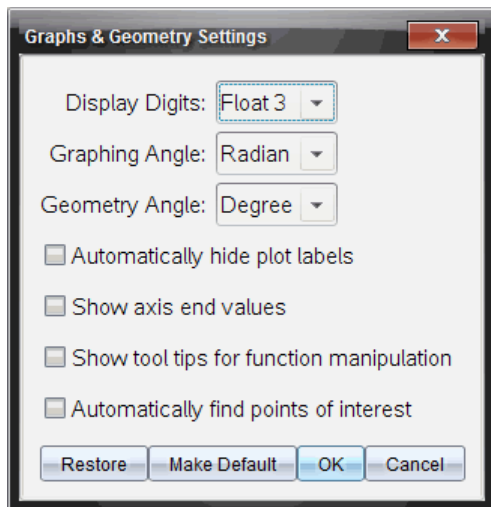 Graphs & Geometry Settings
Display Digits: Float 3
Graphing Angle: Radian
Geometry Angle: Degree
Automatically hide plot labels
Show axis end values
Show tool tips for function manipulation
Automatically find points of interest
Restore Make Default OK Cancel